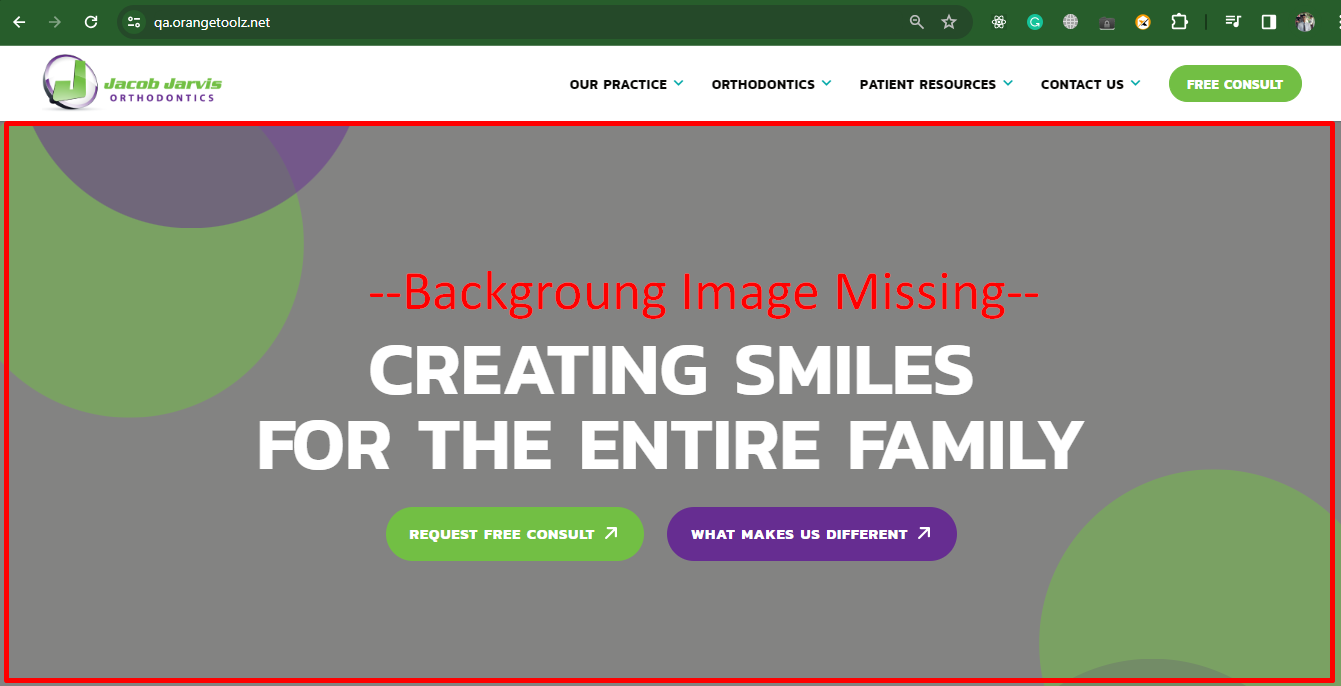 qa.orangetoolz.net
Jacob Jarvis
ORTHODONTICS
OUR PRACTICE
ORTHODONTICS
PATIENT RESOURCES
CONTACT US
FREE CONSULT
--Backgroung Image Missing--
CREATING SMILES
FOR THE ENTIRE FAMILY
REQUEST FREE CONSULT
WHAT MAKES US DIFFERENT